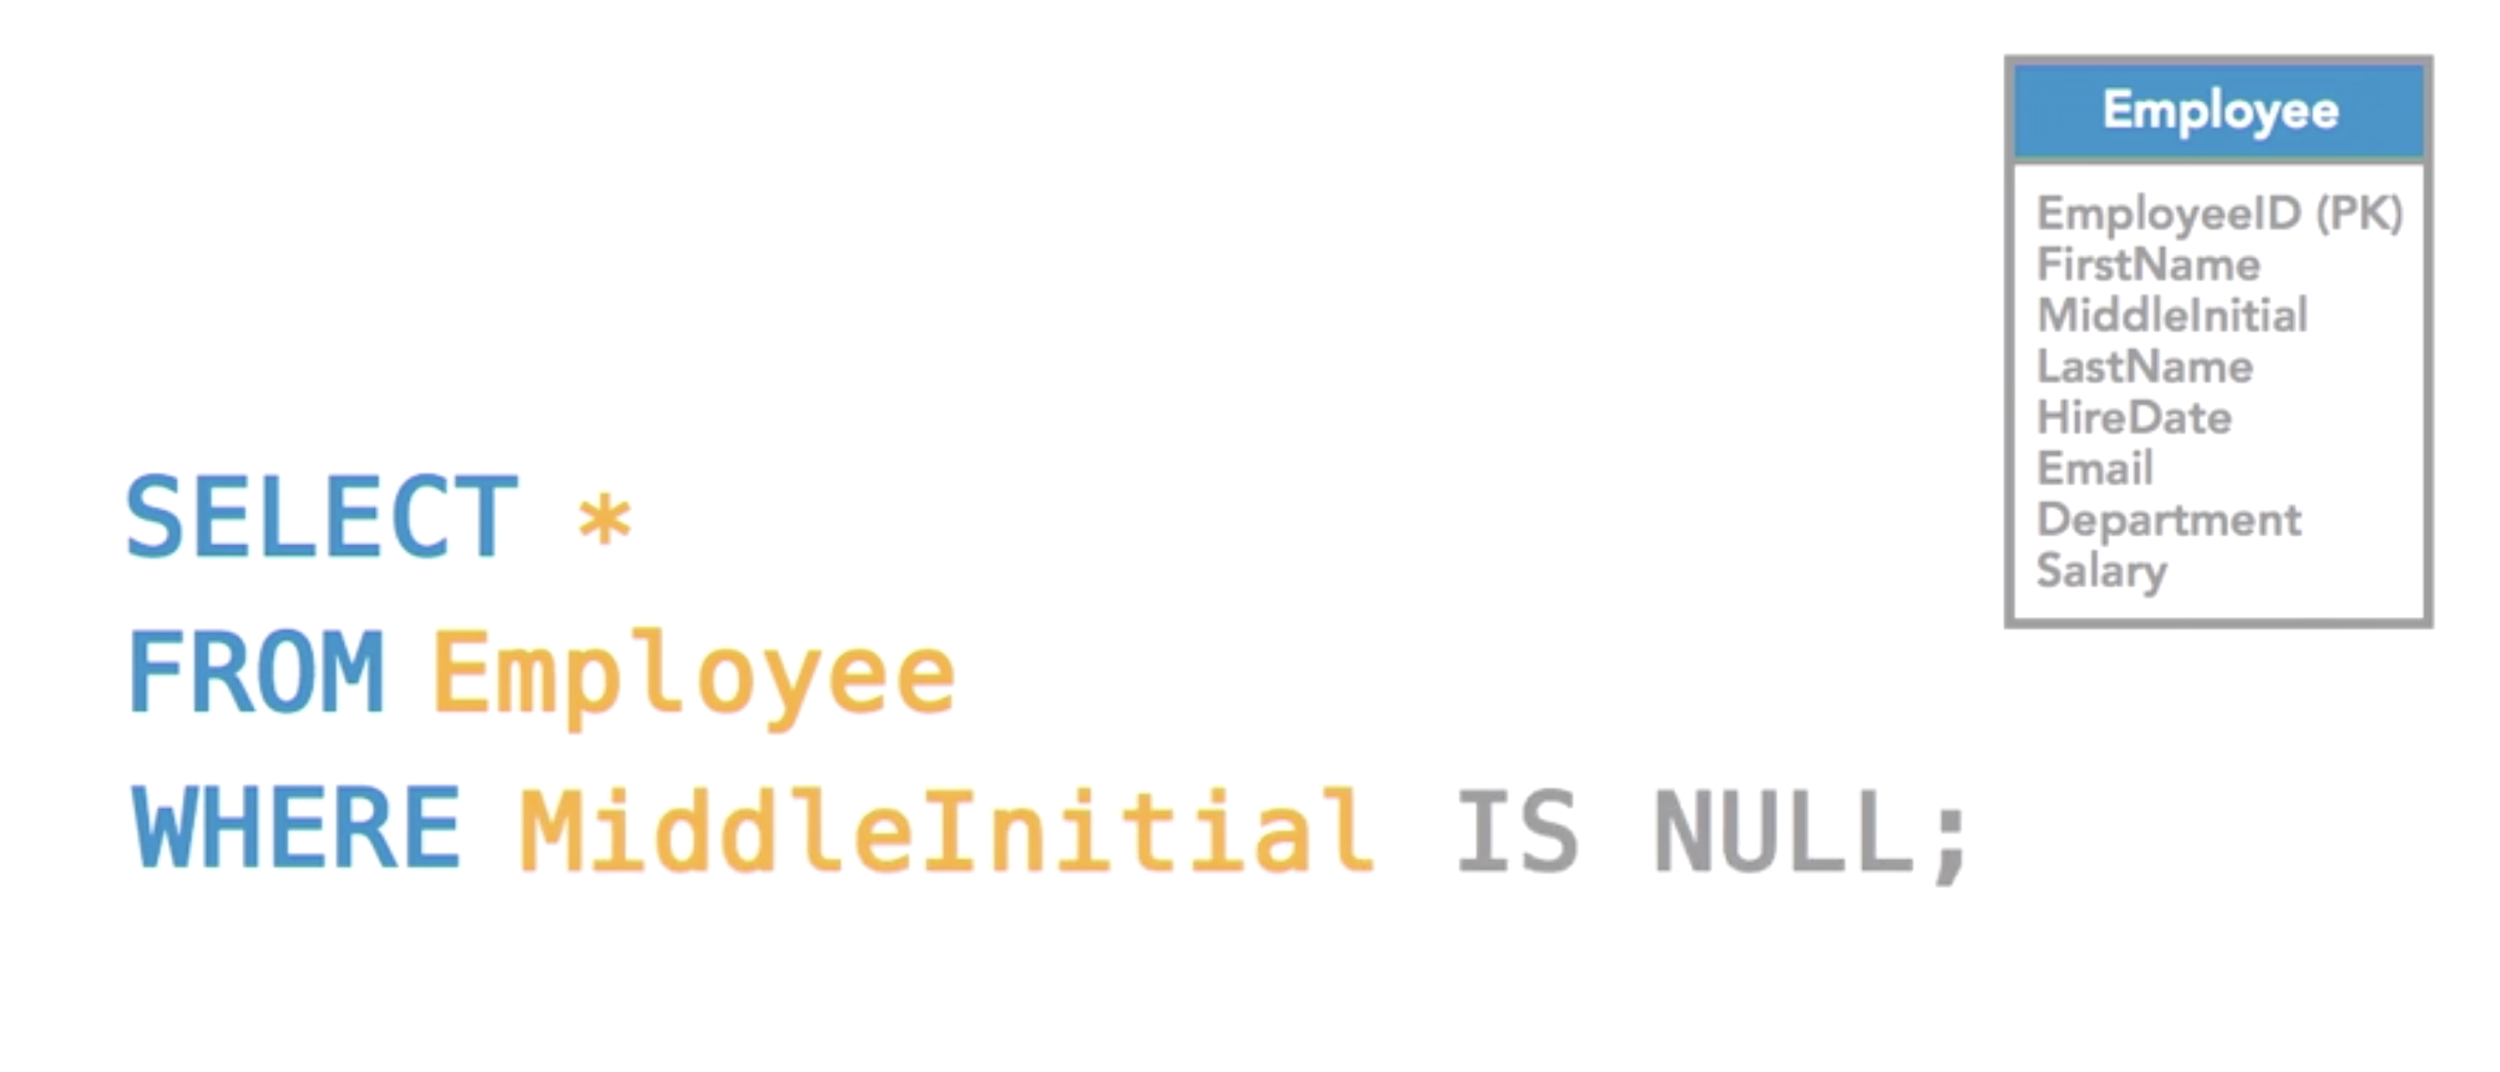 Employee
EmployeeID (PK)
FirstName
MiddleInitial
LastName
HireDate
Email
Department
Salary
SELECT *
FROM Employee
WHERE MiddleInitial IS NULL;